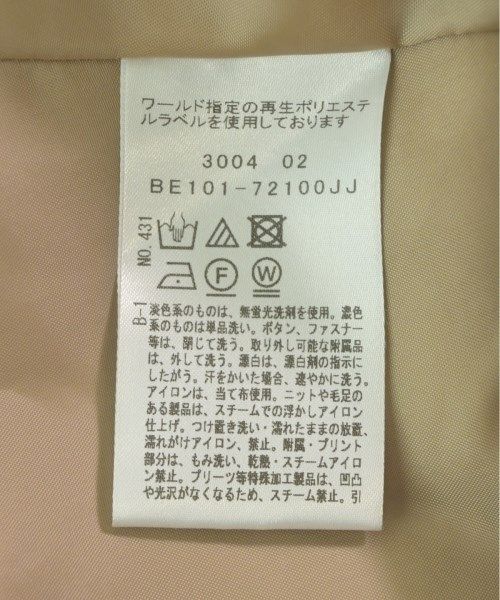 ワールド指定の再生ポリエステ
ルラベルを使用しております
3004 02
BE101-72100JJ
NO.431
F W
B-1
淡色系のものは、無蛍光洗剤を使用。濃色
系のものは単品洗い。ボタン、ファスナー
等は、閉じて洗う。取り外し可能な附属品
は、外して洗う。漂白は、漂白剤の指示に
したがう。汗をかいた場合、速やかに洗う。
アイロンは、当て布使用。ニットや毛足の
ある製品は、スチームでの浮かしアイロン
仕上げ。つけ置き洗い・濡れたままの放置、
濡れがけアイロン、禁止。附属・プリント
部分は、もみ洗い、乾熱・スチームアイロ
ン禁止。プリーツ等特殊加工製品は、凹凸
や光沢がなくなるため、スチーム禁止。引